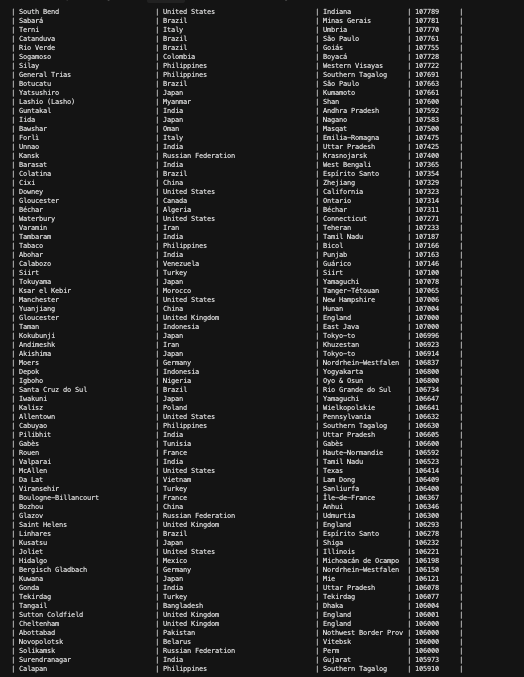 | South Bend | United States | Indiana | 107789 |
| Sabará | Brazil | Minas Gerais | 107781 |
| Terni | Italy | Umbria | 107770 |
| Catanduva | Brazil | São Paulo | 107761 |
| Rio Verde | Brazil | Goiás | 107755 |
| Sogamoso | Colombia | Boyacá | 107728 |
| Silay | Philippines | Western Visayas | 107722 |
| General Trias | Philippines | Southern Tagalog | 107691 |
| Botucatu | Brazil | São Paulo | 107663 |
| Yatsushiro | Japan | Kumamoto | 107661 |
| Lashio (Lasho) | Myanmar | Shan | 107600 |
| Guntakal | India | Andhra Pradesh | 107592 |
| Iida | Japan | Nagano | 107583 |
| Bawshar | Oman | Masqat | 107500 |
| Forlì | Italy | Emilia-Romagna | 107475 |
| Unnao | India | Uttar Pradesh | 107425 |
| Kansk | Russian Federation | Krasnojarsk | 107400 |
| Barasat | India | West Bengali | 107365 |
| Colatina | Brazil | Espírito Santo | 107354 |
| Cixi | China | Zhejiang | 107329 |
| Downey | United States | California | 107323 |
| Gloucester | Canada | Ontario | 107314 |
| Béchar | Algeria | Béchar | 107311 |
| Waterbury | United States | Connecticut | 107271 |
| Varamin | Iran | Teheran | 107233 |
| Tambaram | India | Tamil Nadu | 107187 |
| Tabaco | Philippines | Bicol | 107166 |
| Abohar | India | Punjab | 107163 |
| Calabozo | Venezuela | Guárico | 107146 |
| Siirt | Turkey | Siirt | 107100 |
| Tokuyama | Japan | Yamaguchi | 107078 |
| Ksar el Kebir | Morocco | Tanger-Tétouan | 107065 |
| Manchester | United States | New Hampshire | 107006 |
| Yuanjiang | China | Hunan | 107004 |
| Gloucester | United Kingdom | England | 107000 |
| Taman | Indonesia | East Java | 107000 |
| Kokubunji | Japan | Tokyo-to | 106996 |
| Andimeshk | Iran | Khuzestan | 106923 |
| Akishima | Japan | Tokyo-to | 106914 |
| Moers | Germany | Nordrhein-Westfalen | 106837 |
| Depok | Indonesia | Yogyakarta | 106800 |
| Igboho | Nigeria | Oyo & Osun | 106800 |
| Santa Cruz do Sul | Brazil | Rio Grande do Sul | 106734 |
| Iwakuni | Japan | Yamaguchi | 106647 |
| Kalisz | Poland | Wielkopolskie | 106641 |
| Allentown | United States | Pennsylvania | 106632 |
| Cabuyao | Philippines | Southern Tagalog | 106630 |
| Pilibhit | India | Uttar Pradesh | 106605 |
| Gabès | Tunisia | Gabès | 106600 |
| Rouen | France | Haute-Normandie | 106592 |
| Valparai | India | Tamil Nadu | 106523 |
| McAllen | United States | Texas | 106414 |
| Da Lat | Vietnam | Lam Dong | 106409 |
| Viransehir | Turkey | Sanliurfa | 106400 |
| Boulogne-Billancourt | France | Île-de-France | 106367 |
| Bozhou | China | Anhui | 106346 |
| Glazov | Russian Federation | Udmurtia | 106300 |
| Saint Helens | United Kingdom | England | 106293 |
| Linhares | Brazil | Espírito Santo | 106278 |
| Kusatsu | Japan | Shiga | 106232 |
| Joliet | United States | Illinois | 106221 |
| Hidalgo | Mexico | Michoacán de Ocampo | 106198 |
| Bergisch Gladbach | Germany | Nordrhein-Westfalen | 106150 |
| Kuwana | Japan | Mie | 106121 |
| Gonda | India | Uttar Pradesh | 106078 |
| Tekirdag | Turkey | Tekirdag | 106077 |
| Tangail | Bangladesh | Dhaka | 106004 |
| Sutton Coldfield | United Kingdom | England | 106001 |
| Cheltenham | United Kingdom | England | 106000 |
| Abottabad | Pakistan | Nothwest Border Prov | 106000 |
| Novopolotsk | Belarus | Vitebsk | 106000 |
| Solikamsk | Russian Federation | Perm | 106000 |
| Surendranagar | India | Gujarat | 105973 |
| Calapan | Philippines | Southern Tagalog | 105910 |